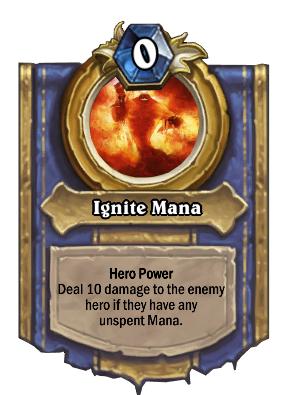 0
Ignite Mana
Hero Power
Deal 10 damage to the enemy
hero if they have any
unspent Mana.